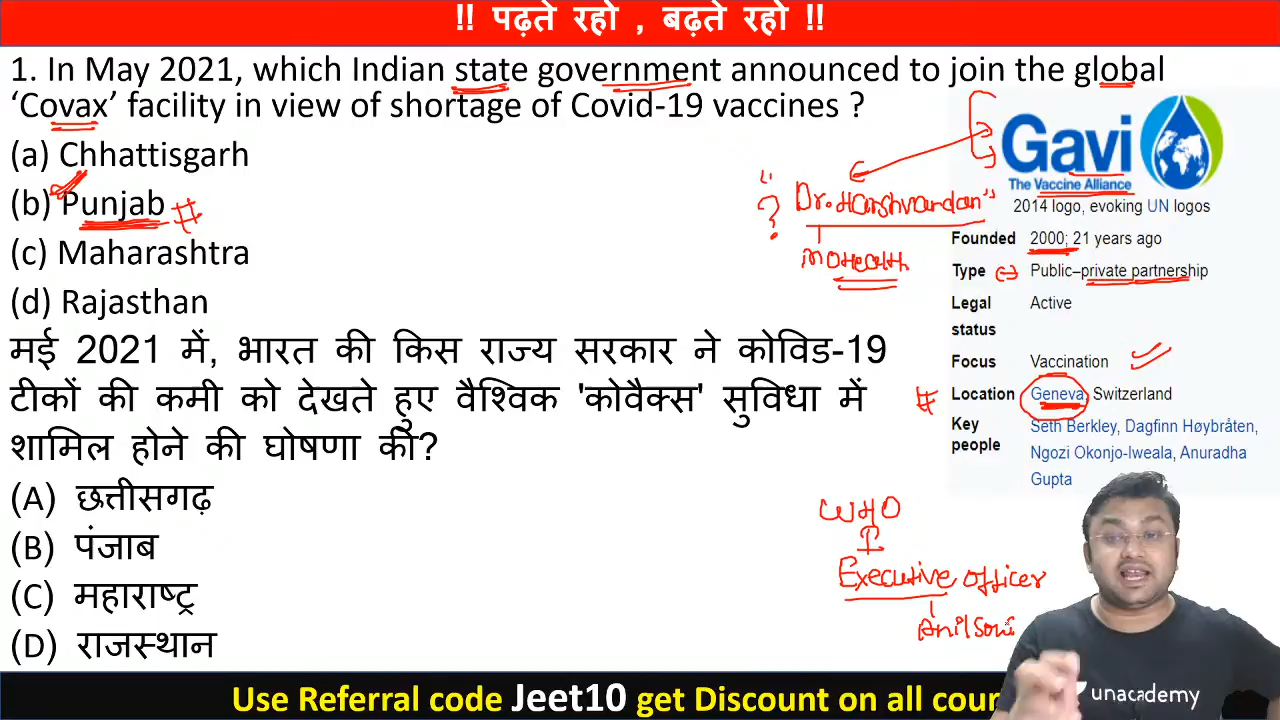 !! पढ़ते रहो , बढ़ते रहो !!
1. In May 2021, which Indian state government announced to join the global
‘Covax’ facility in view of shortage of Covid-19 vaccines ?
(a) Chhattisgarh
(b) Punjab
(c) Maharashtra
(d) Rajasthan
मई 2021 में, भारत की किस राज्य सरकार ने कोविड-19
टीकों की कमी को देखते हुए वैश्विक 'कोवैक्स' सुविधा में
शामिल होने की घोषणा की?
(A) छत्तीसगढ़
(B) पंजाब
(C) महाराष्ट्र
(D) राजस्थान
Gavi
The Vaccine Alliance
2014 logo, evoking UN logos
Founded 2000; 21 years ago
Type Public–private partnership
Legal status Active
Focus Vaccination
Location Geneva, Switzerland
Key people Seth Berkley, Dagfinn Høybråten,
Ngozi Okonjo-Iweala, Anuradha
Gupta
" Dr. Harshvardan "
?
WHO
Executive officer
Anil Soni
unacademy
Use Referral code Jeet10 get Discount on all cour